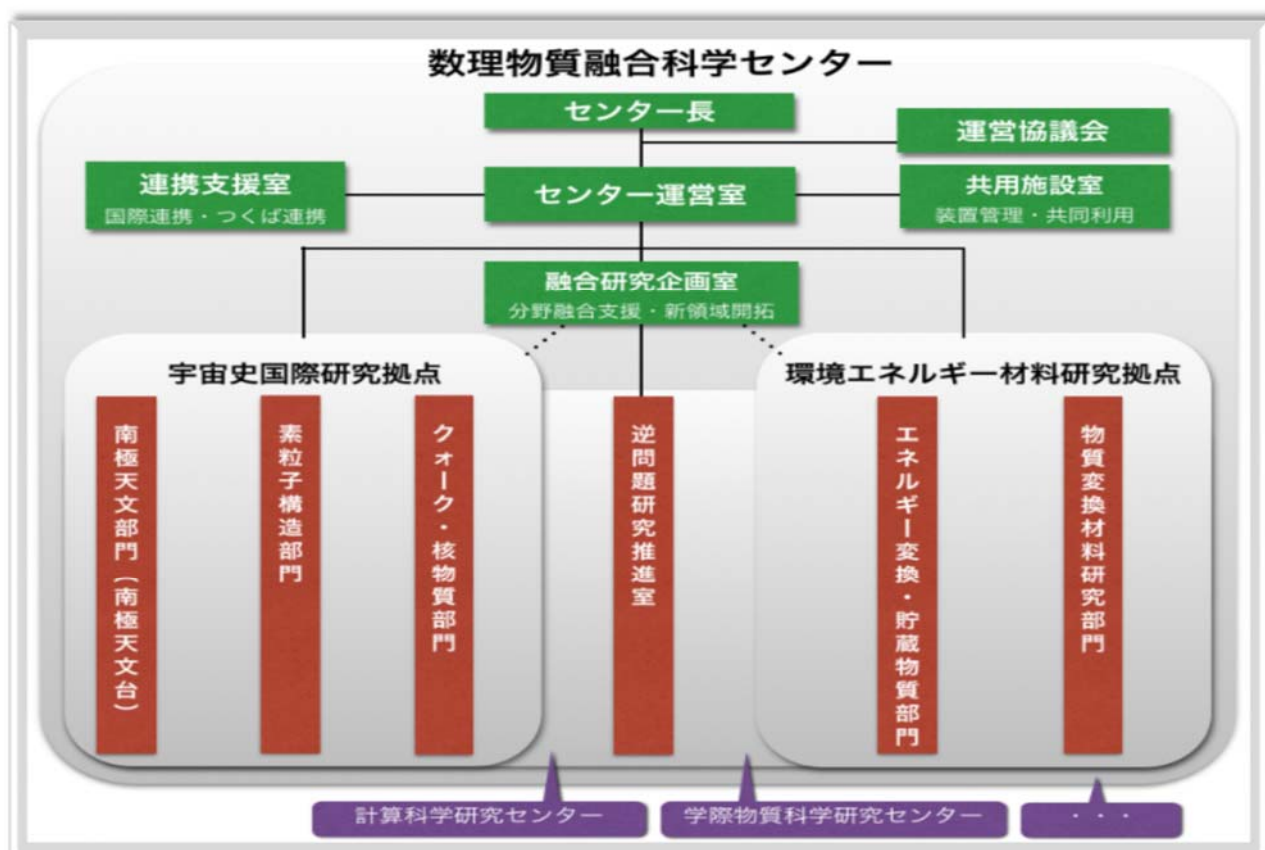 数理物質融合科学センター
センター長
運営協議会
連携支援室
国際連携・つくば連携
センター運営室
共用施設室
装置管理・共同利用
融合研究企画室
分野融合支援・新領域開拓
宇宙史国際研究拠点
環境エネルギー材料研究拠点
南極天文部門（南極天文台）
素粒子構造部門
クォーク・核物質部門
逆問題研究推進室
エネルギー変換・貯蔵物質部門
物質変換材料研究部門
計算科学研究センター
学際物質科学研究センター
・・・